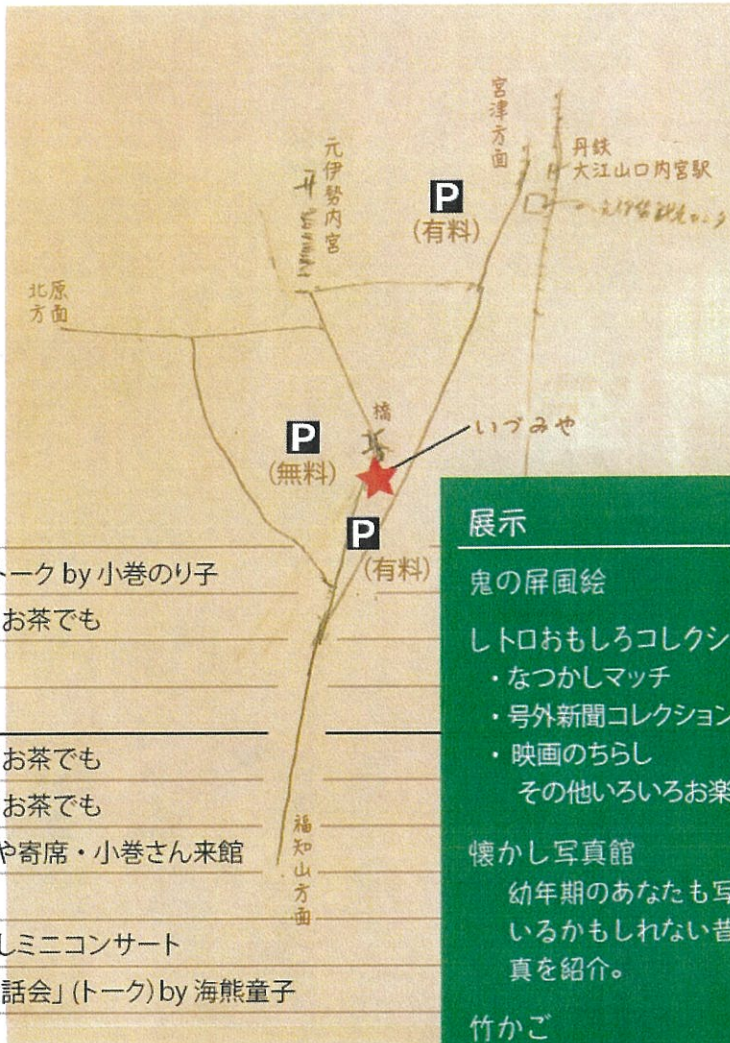 宮津方面
丹鉄
大江山口内宮駅
元伊勢内宮
P
(有料)
北原
方面
橋
いづみや
P
(無料)
P
(有料)
福知山方面
トーク by 小巻のり子
お茶でも
お茶でも
お茶でも
や寄席・小巻さん来館
しミニコンサート
話会」(トーク) by 海熊童子
展示
鬼の屏風絵
レトロおもしろコレクシ
・なつかしマッチ
・号外新聞コレクション
・映画のちらし
その他いろいろお楽
懐かし写真館
幼年期のあなたも写
いるかもしれない昔
真を紹介。
竹かご